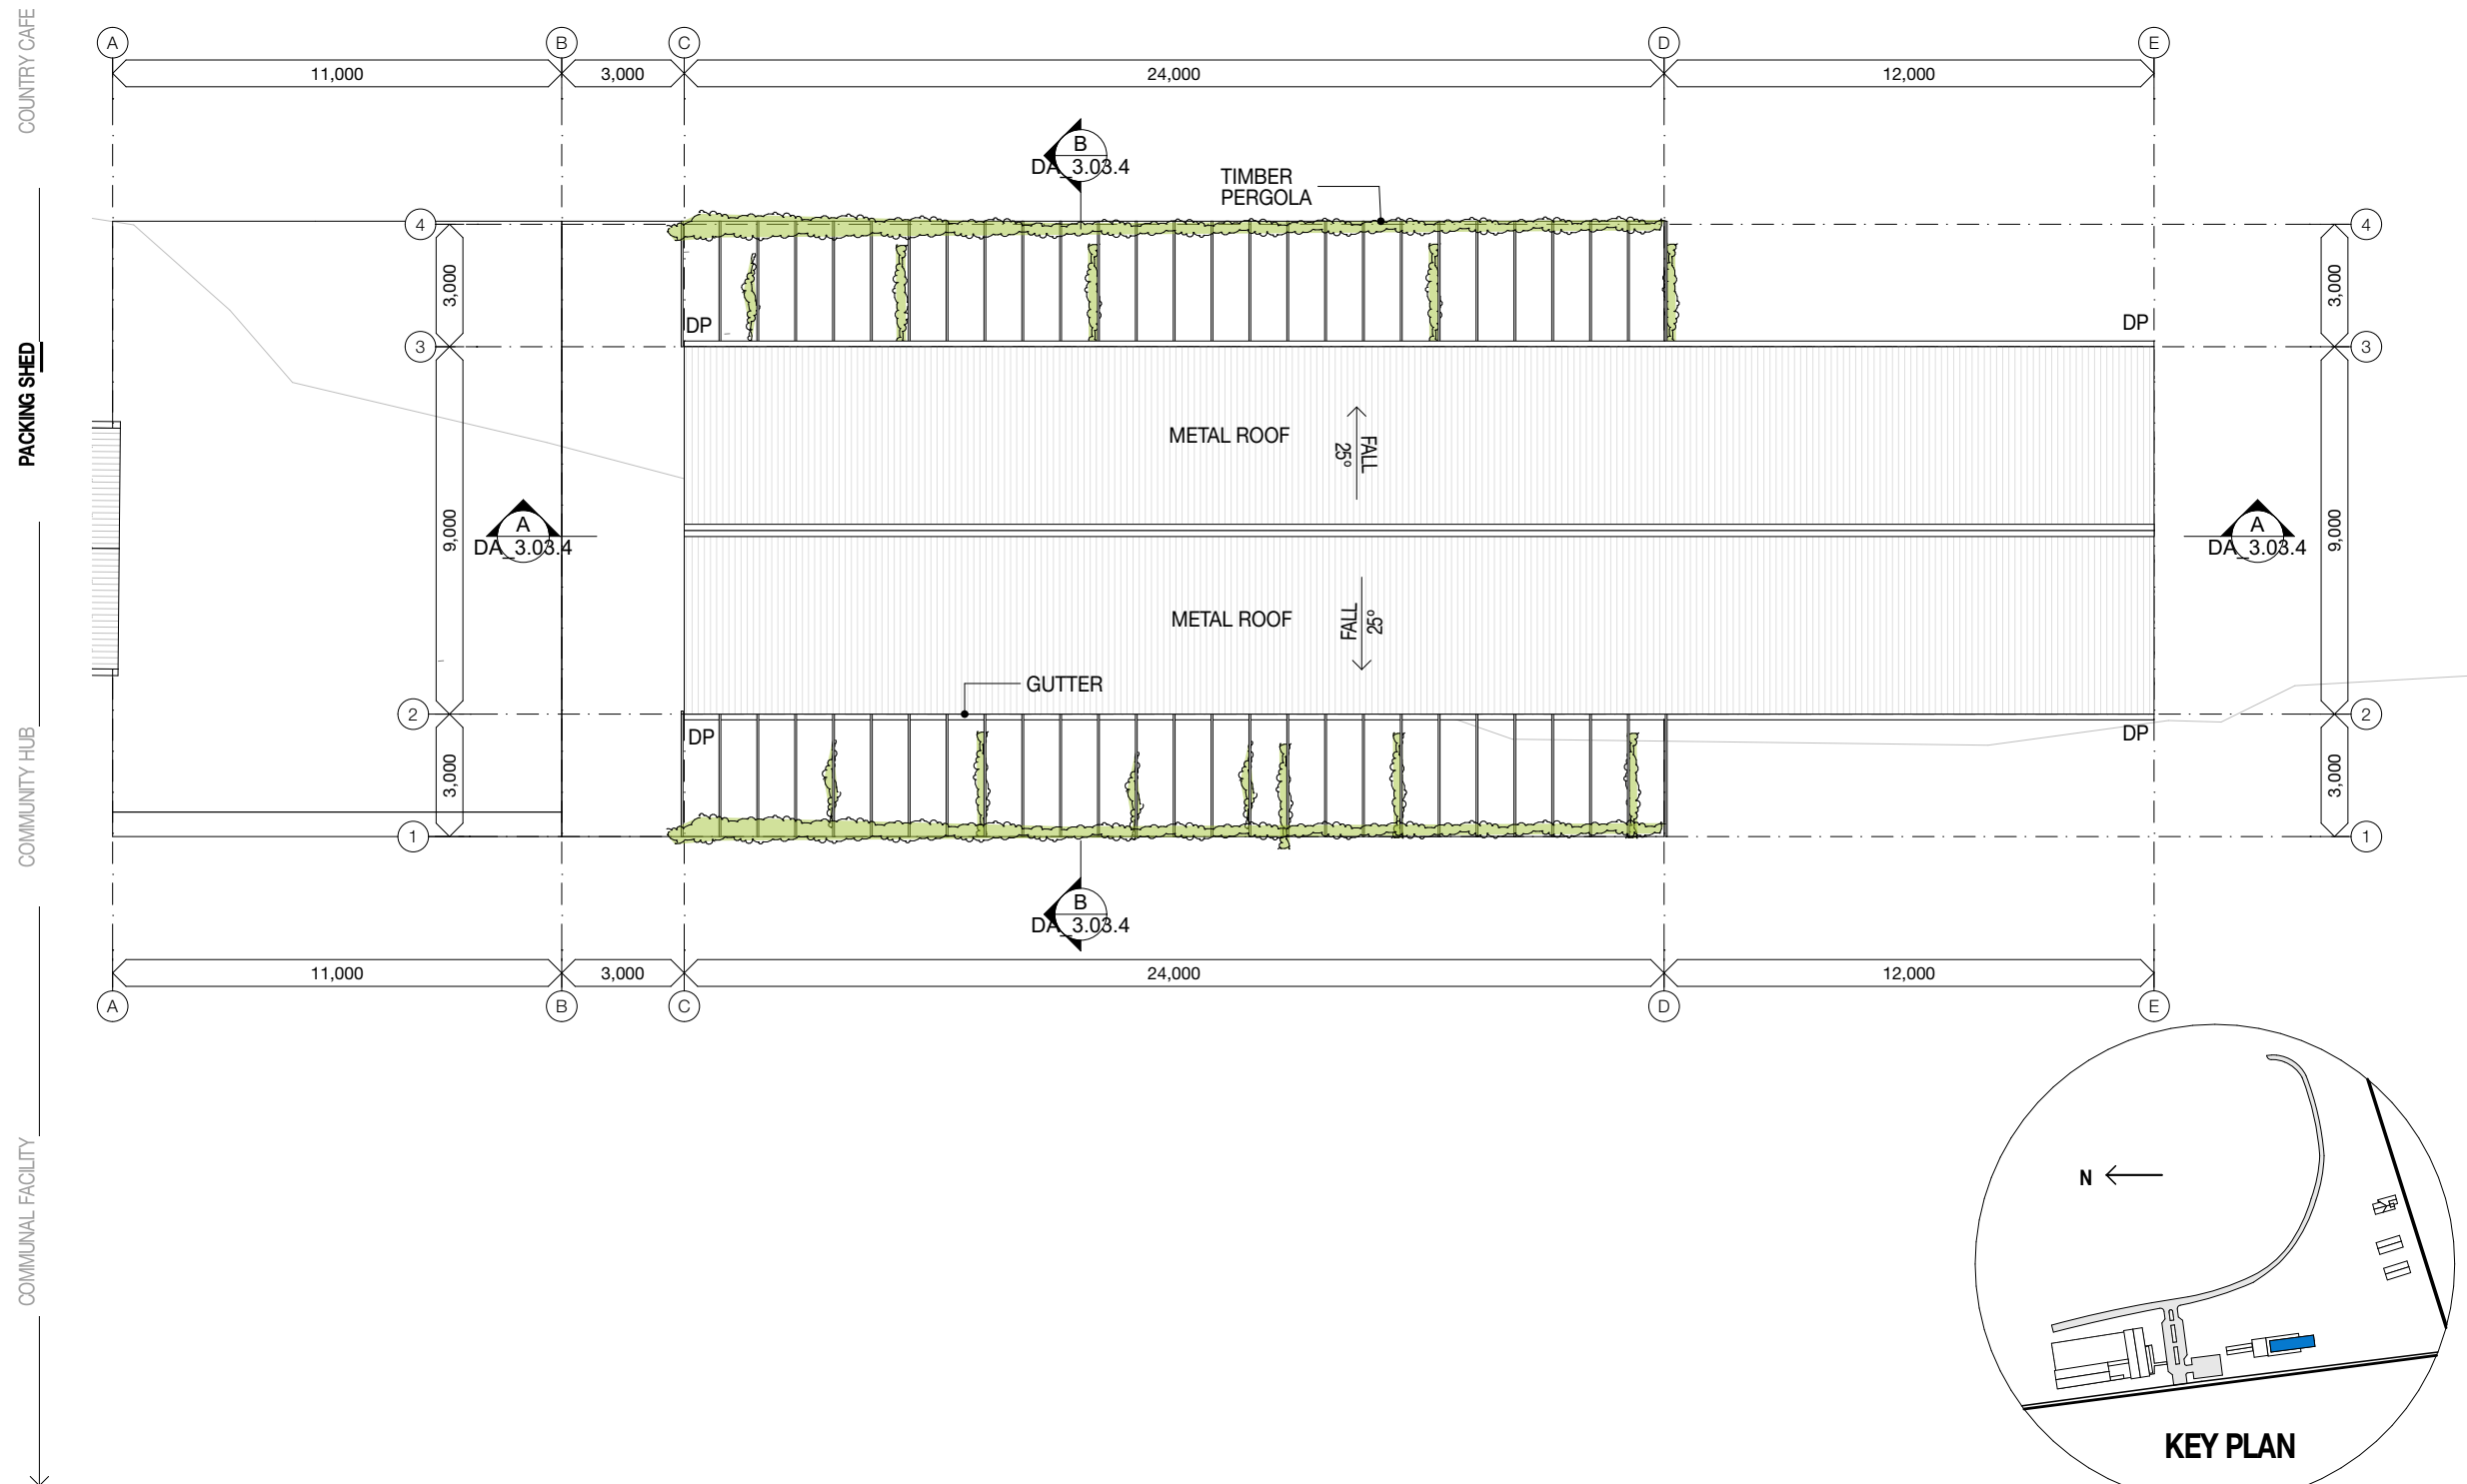 COUNTRY CAFE
PACKING SHED
COMMUNITY HUB
COMMUNAL FACILITY
A
B
C
D
E
11,000
3,000
24,000
12,000
B
DA_3.03.4
TIMBER
PERGOLA
4
4
3,000
3,000
DP
DP
3
3
METAL ROOF
FALL
25°
9,000
9,000
A
DA_3.03.4
A
DA_3.03.4
METAL ROOF
FALL
25°
GUTTER
2
2
DP
DP
3,000
3,000
1
1
B
DA_3.03.4
11,000
3,000
24,000
12,000
A
B
C
D
E
N
KEY PLAN